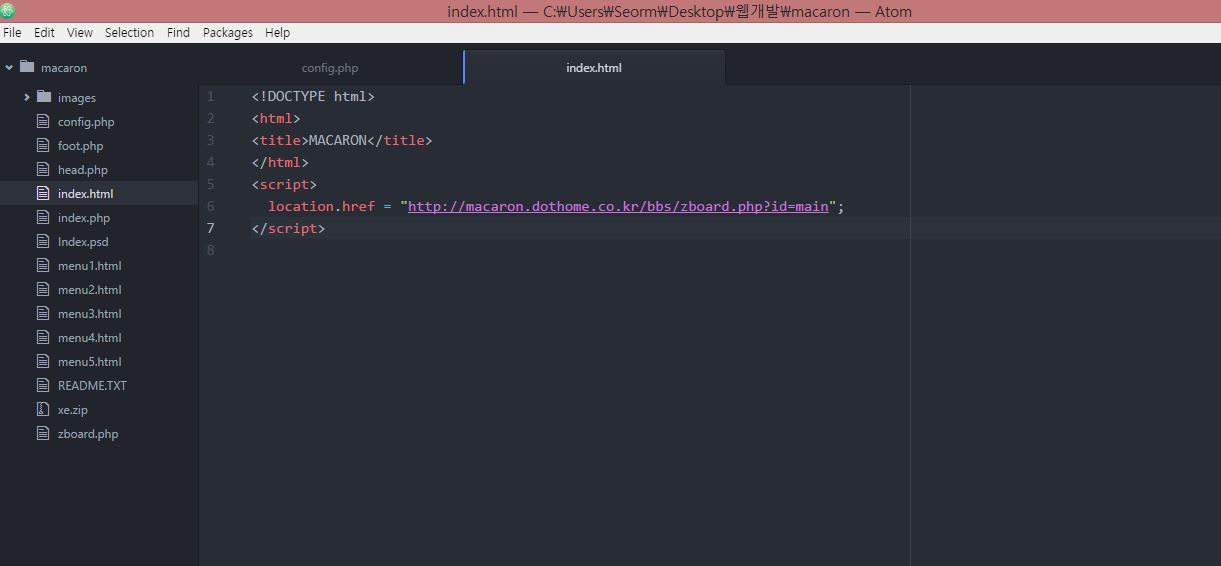 index.html — C:₩Users₩Seorm₩Desktop₩웹개발₩macaron — Atom
File Edit View Selection Find Packages Help
macaron
images
config.php
foot.php
head.php
index.html
index.php
Index.psd
menu1.html
menu2.html
menu3.html
menu4.html
menu5.html
README.TXT
xe.zip
zboard.php
config.php index.html
1 <!DOCTYPE html>
2 <html>
3 <title>MACARON</title>
4 </html>
5 <script>
6 location.href = "http://macaron.dothome.co.kr/bbs/zboard.php?id=main";
7 </script>
8